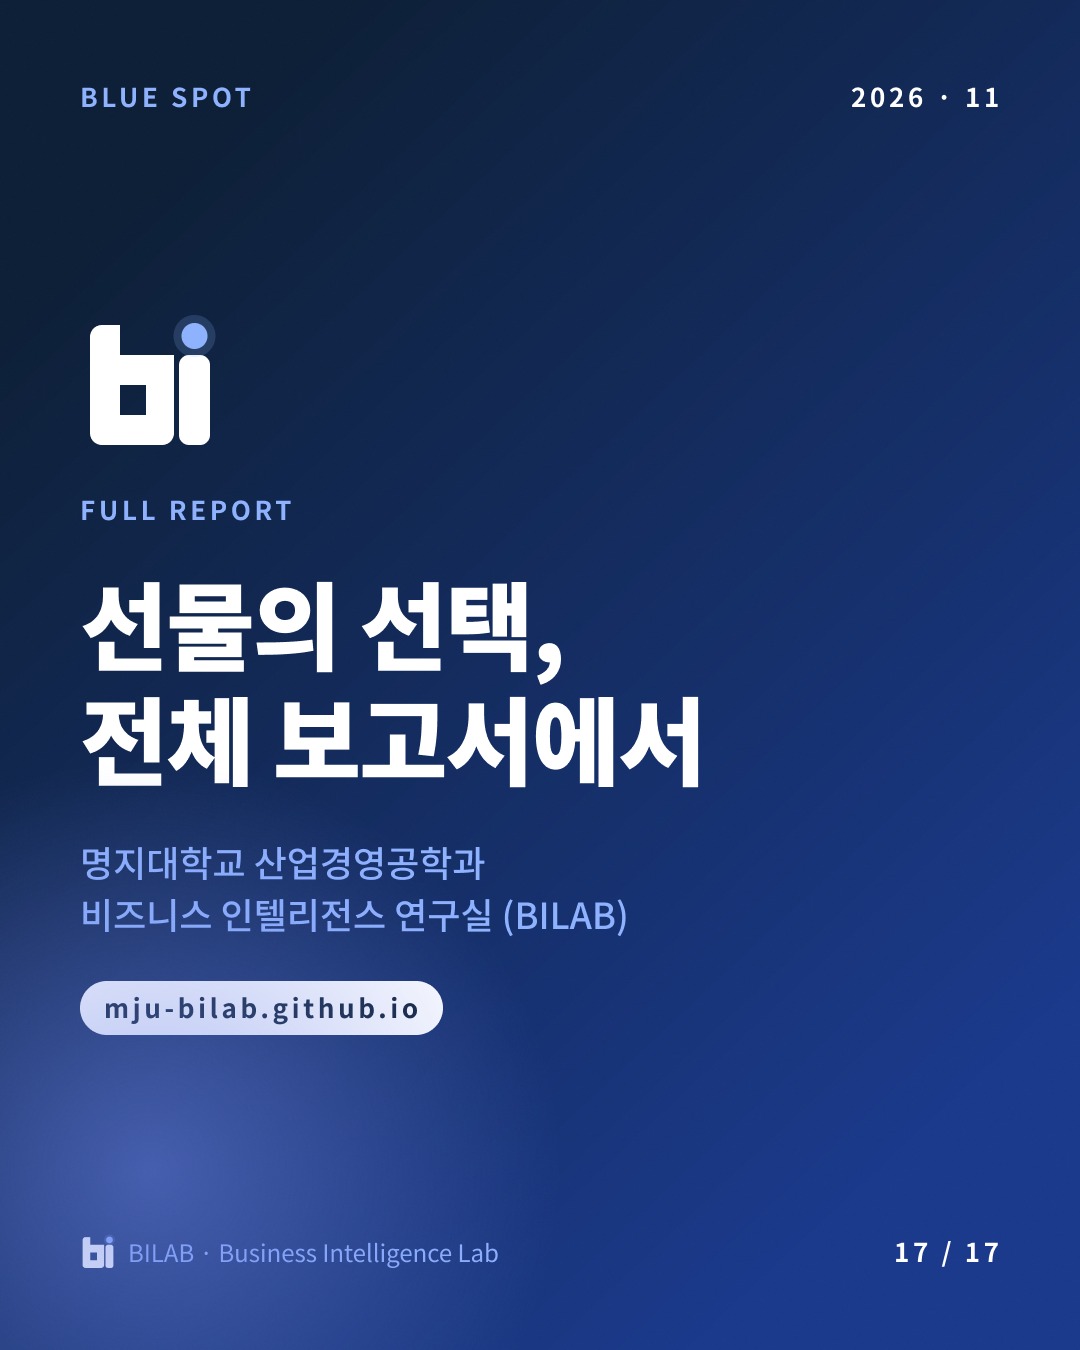 BLUE SPOT
2026 · 11
bi
FULL REPORT
선물의 선택,
전체 보고서에서
명지대학교 산업경영공학과
비즈니스 인텔리전스 연구실 (BILAB)
mju-bilab.github.io
bi BILAB · Business Intelligence Lab
17 / 17